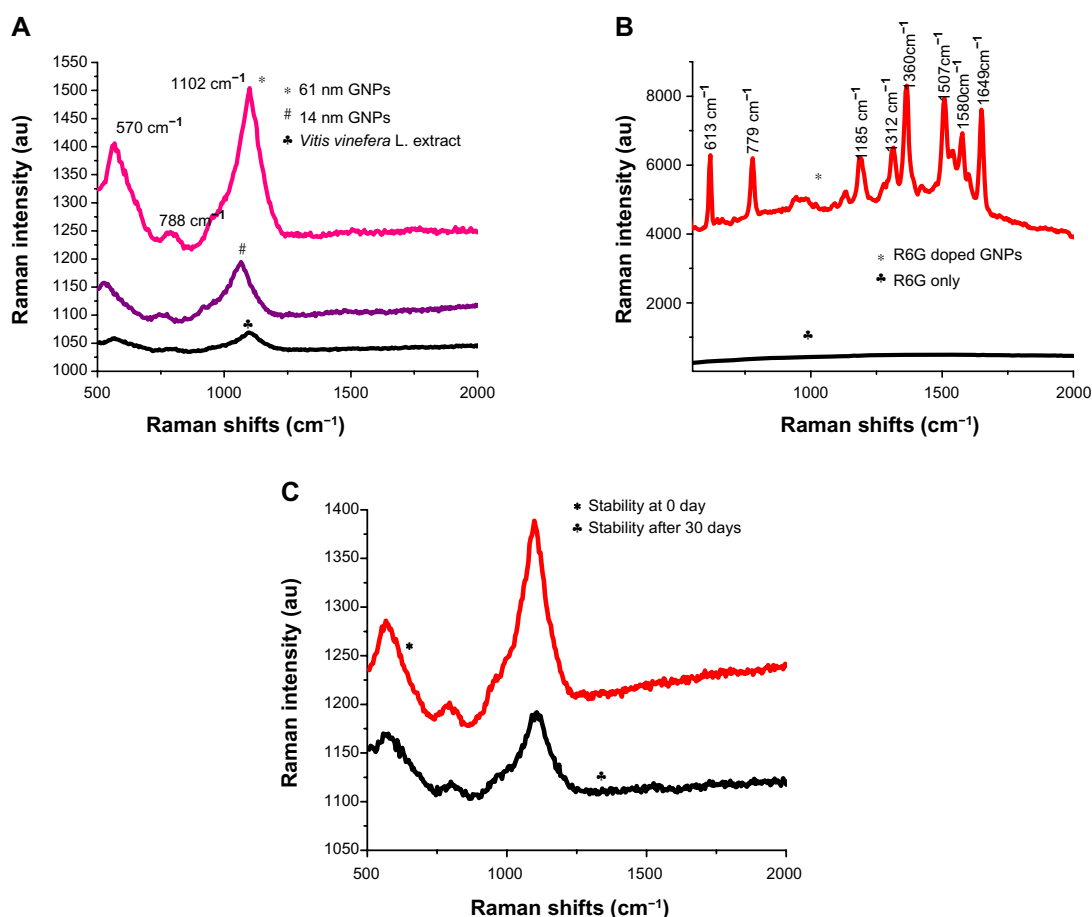 A
Raman intensity (au)
1550
1500
1450
1400
1350
1300
1250
1200
1150
1100
1050
1000
500
1000
1500
2000
Raman shifts (cm⁻¹)
570 cm⁻¹
788 cm⁻¹
1102 cm⁻¹
*
#
♣
* 61 nm GNPs
# 14 nm GNPs
♣ Vitis vinefera L. extract
B
Raman intensity (au)
8000
6000
4000
2000
1000
1500
2000
Raman shifts (cm⁻¹)
613 cm⁻¹
779 cm⁻¹
1185 cm⁻¹
1312 cm⁻¹
1360cm⁻¹
1507cm⁻¹
1580cm⁻¹
1649cm⁻¹
*
♣
* R6G doped GNPs
♣ R6G only
C
Raman intensity (au)
1400
1350
1300
1250
1200
1150
1100
1050
500
1000
1500
2000
Raman shifts (cm⁻¹)
*
♣
* Stability at 0 day
♣ Stability after 30 days